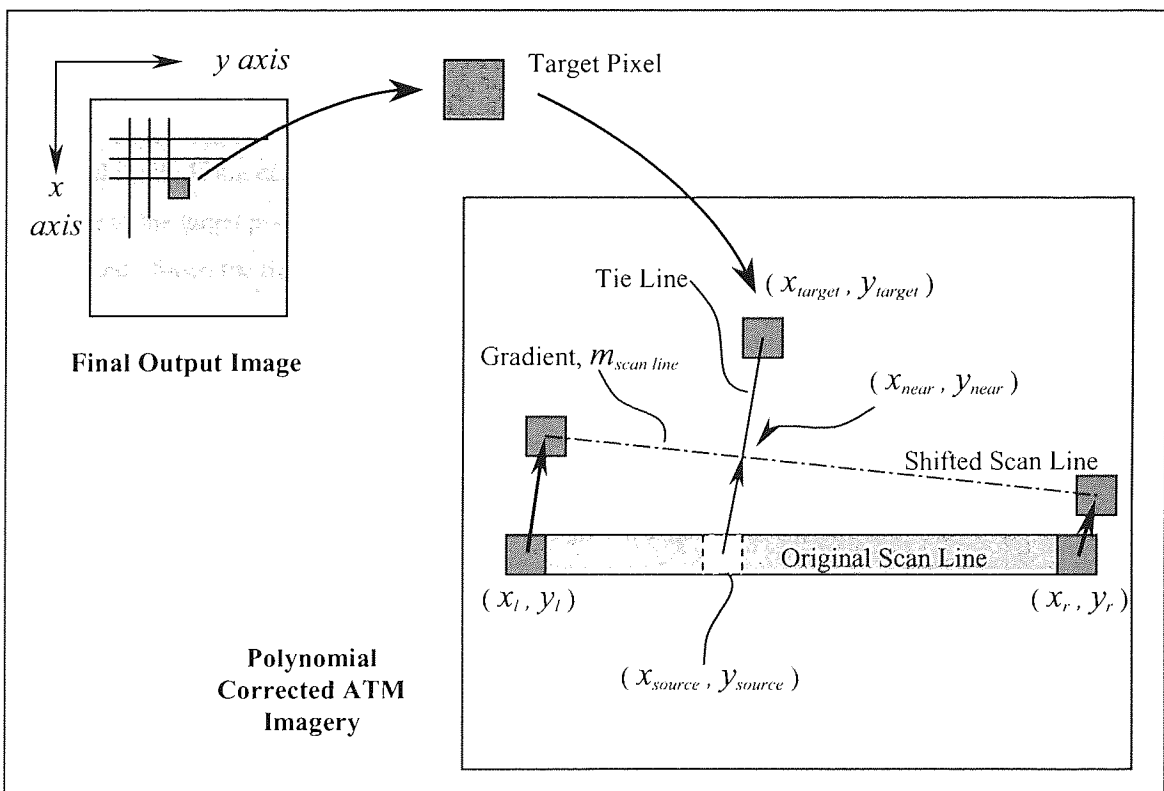 y axis
x
axis
Target Pixel
Final Output Image
Tie Line
( x_target , y_target )
Gradient, m_scan line
( x_near , y_near )
Shifted Scan Line
Original Scan Line
( x_l , y_l )
( x_r , y_r )
( x_source , y_source )
Polynomial
Corrected ATM
Imagery